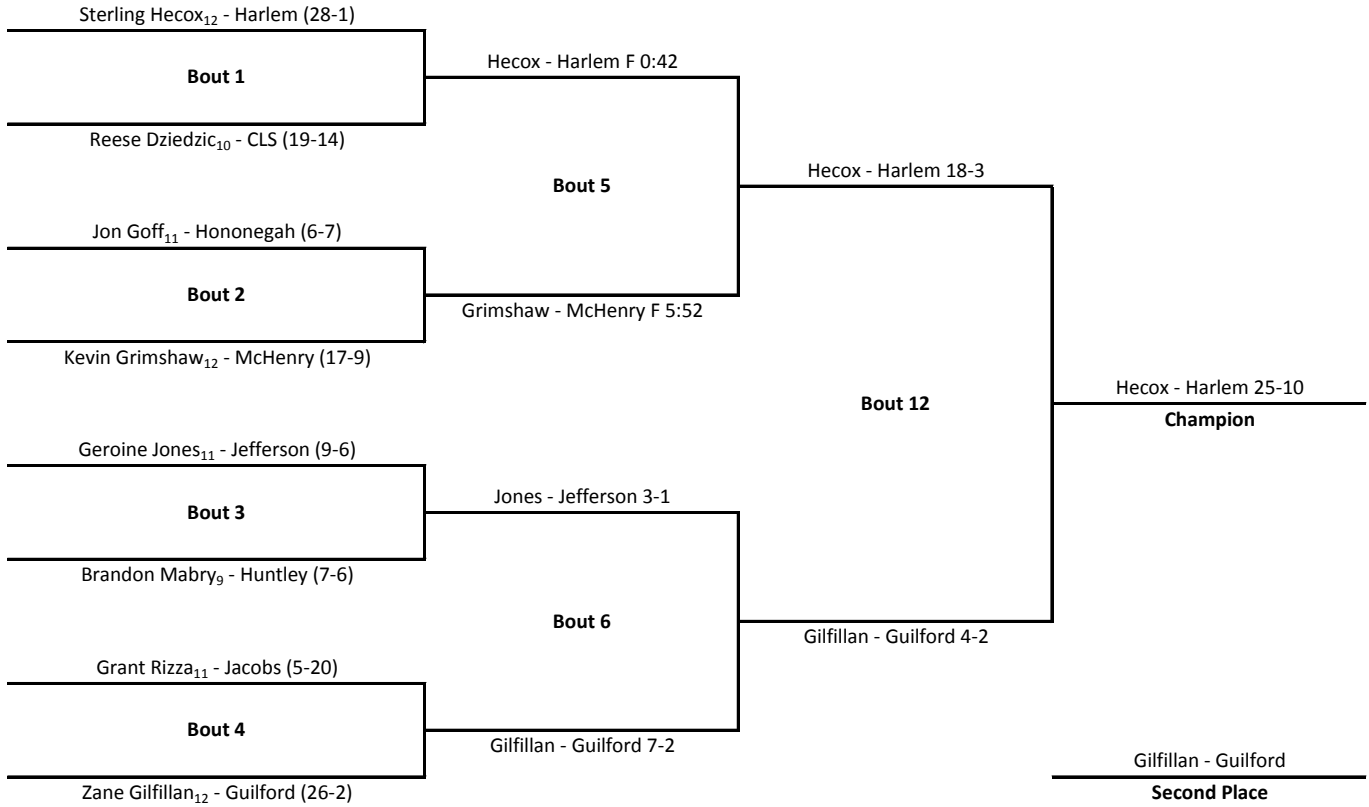 Sterling Hecox12 - Harlem (28-1)
Bout 1
Reese Dziedzic10 - CLS (19-14)
Hecox - Harlem F 0:42
Bout 5
Hecox - Harlem 18-3
Jon Goff11 - Hononegah (6-7)
Bout 2
Grimshaw - McHenry F 5:52
Kevin Grimshaw12 - McHenry (17-9)
Bout 12
Hecox - Harlem 25-10
Champion
Geroine Jones11 - Jefferson (9-6)
Bout 3
Jones - Jefferson 3-1
Brandon Mabry9 - Huntley (7-6)
Bout 6
Gilfillan - Guilford 4-2
Grant Rizza11 - Jacobs (5-20)
Bout 4
Gilfillan - Guilford 7-2
Zane Gilfillan12 - Guilford (26-2)
Gilfillan - Guilford
Second Place